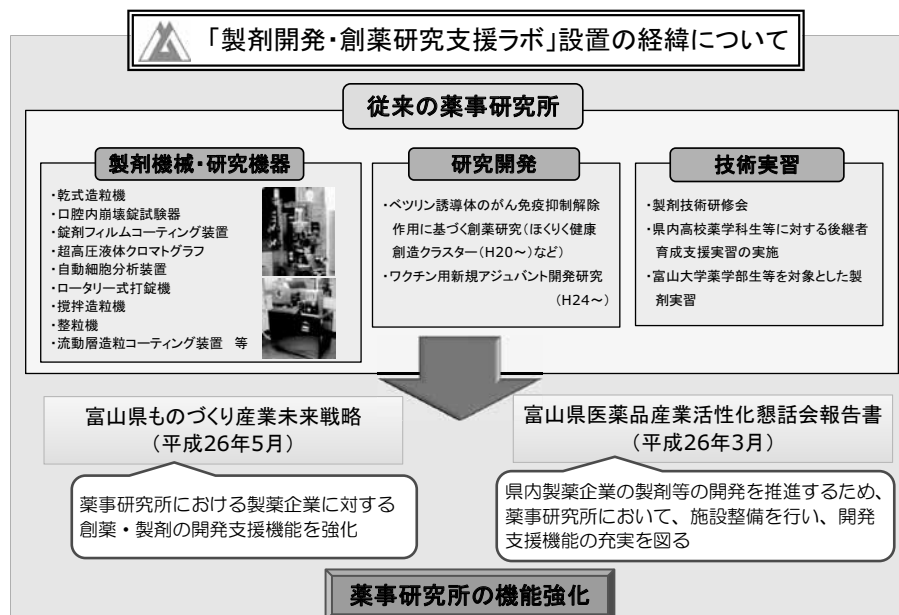 「製剤開発・創薬研究支援ラボ」設置の経緯について
従来の薬事研究所
製剤機械・研究機器
・乾式造粒機
・口腔内崩壊錠試験器
・錠剤フィルムコーティング装置
・超高圧液体クロマトグラフ
・自動細胞分析装置
・ロータリー式打錠機
・撹拌造粒機
・整粒機
・流動層造粒コーティング装置 等
研究開発
・ベツリン誘導体のがん免疫抑制解除
作用に基づく創薬研究(ほくりく健康
創造クラスター(H20~)など)
・ワクチン用新規アジュバント開発研究
(H24~)
技術実習
・製剤技術研修会
・県内高校薬学科生等に対する後継者
育成支援実習の実施
・富山大学薬学部生等を対象とした製
剤実習
富山県ものづくり産業未来戦略
(平成26年5月)
薬事研究所における製薬企業に対する
創薬・製剤の開発支援機能を強化
富山県医薬品産業活性化懇話会報告書
(平成26年3月)
県内製薬企業の製剤等の開発を推進するため、
薬事研究所において、施設整備を行い、開発
支援機能の充実を図る
薬事研究所の機能強化